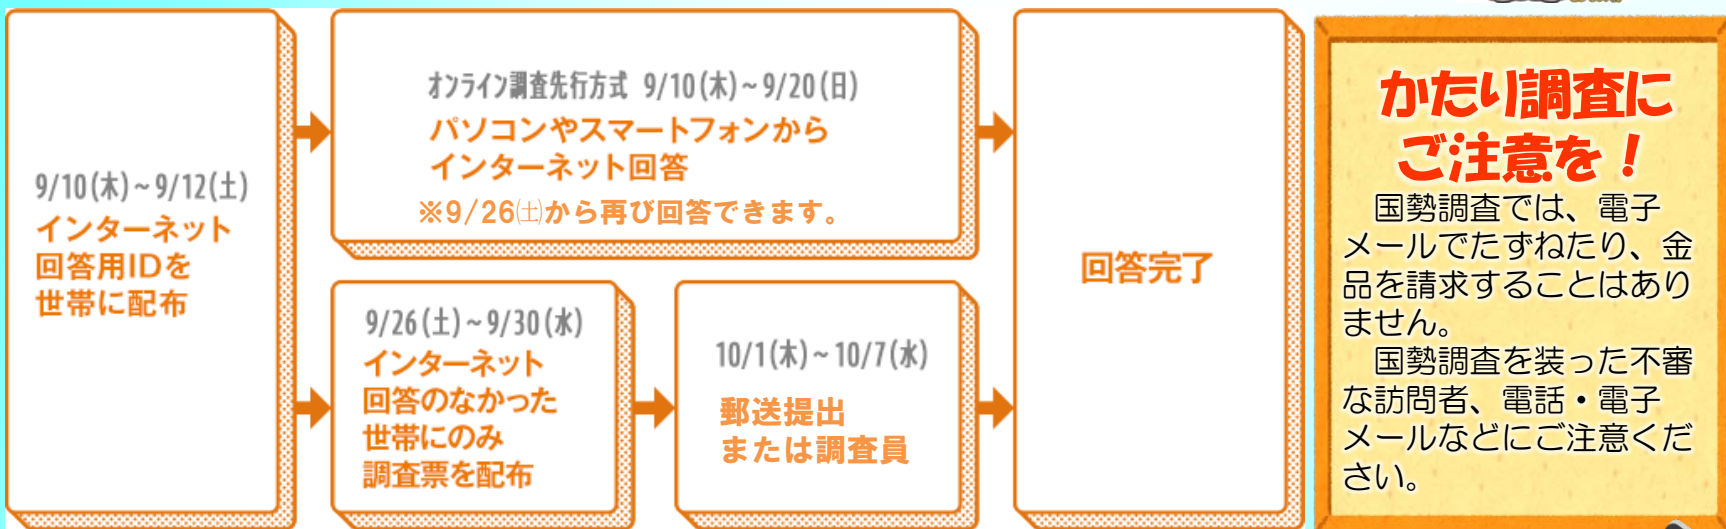 9/10(木)~9/12(土)
インターネット
回答用IDを
世帯に配布
オンライン調査先行方式 9/10(木)~9/20(日)
パソコンやスマートフォンから
インターネット回答
※9/26㈯から再び回答できます。
9/26(土)~9/30(水)
インターネット
回答のなかった
世帯にのみ
調査票を配布
10/1(木)~10/7(水)
郵送提出
または調査員
回答完了
かたり調査に
ご注意を！
国勢調査では、電子
メールでたずねたり、金
品を請求することはあり
ません。
国勢調査を装った不審
な訪問者、電話・電子
メールなどにご注意くだ
さい。